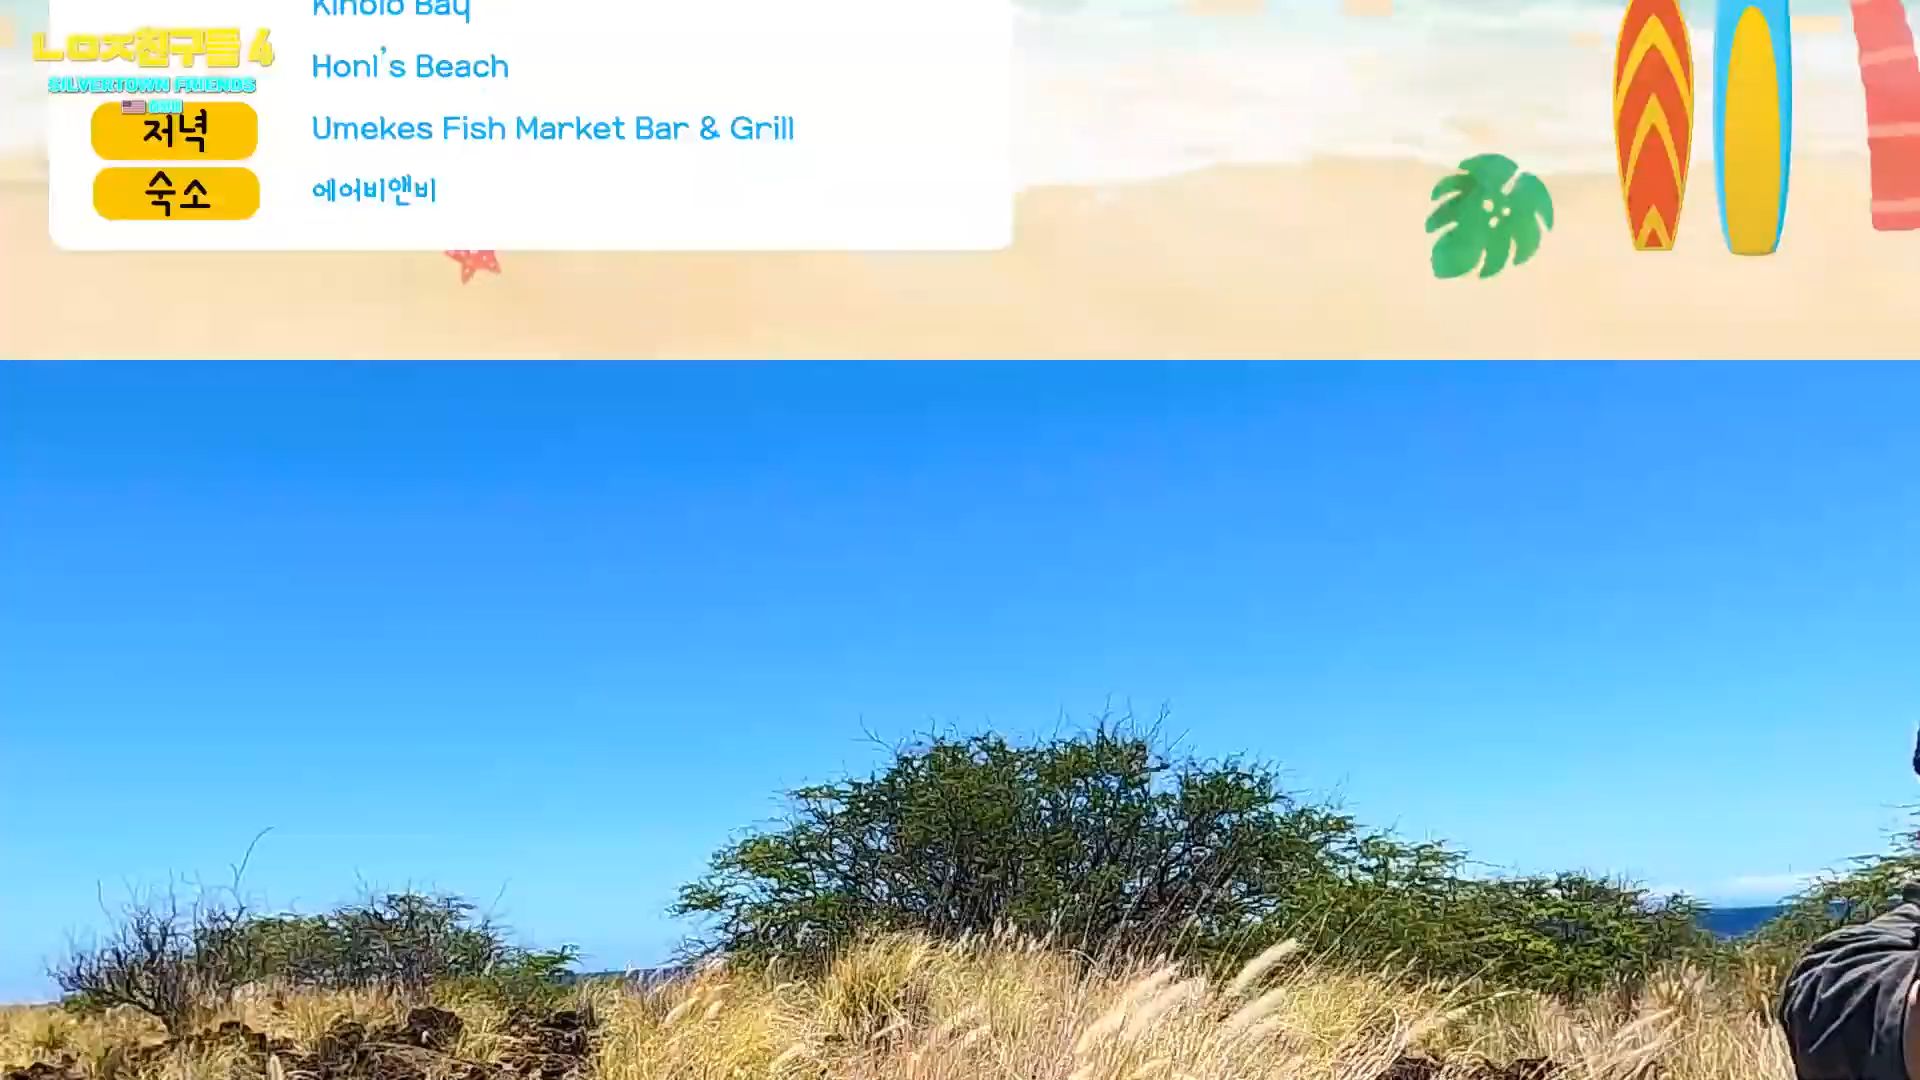 Kiholo Bay
ㄴㅁㅈ친구들 4
Honl's Beach
SILVERTOWN FRIENDS
저녁
Umekes Fish Market Bar & Grill
숙소
에어비앤비